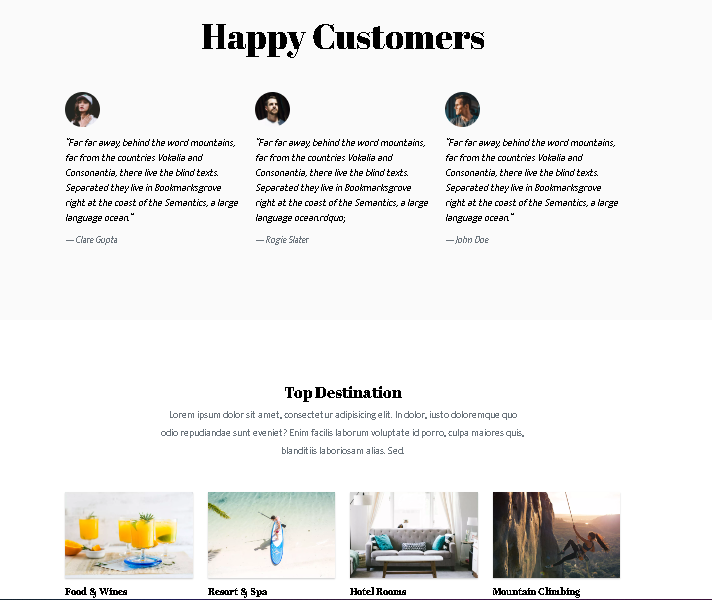 Happy Customers
“Far far away, behind the word mountains,
far from the countries Vokalia and
Consonantia, there live the blind texts.
Separated they live in Bookmarksgrove
right at the coast of the Semantics, a large
language ocean.”
— Clare Gupta
“Far far away, behind the word mountains,
far from the countries Vokalia and
Consonantia, there live the blind texts.
Separated they live in Bookmarksgrove
right at the coast of the Semantics, a large
language ocean.rdquo;
— Rogie Slater
“Far far away, behind the word mountains,
far from the countries Vokalia and
Consonantia, there live the blind texts.
Separated they live in Bookmarksgrove
right at the coast of the Semantics, a large
language ocean.”
— John Doe
Top Destination
Lorem ipsum dolor sit amet, consectetur adipisicing elit. In dolor, iusto doloremque quo
odio repudiandae sunt eveniet? Enim facilis laborum voluptate id porro, culpa maiores quis,
blanditiis laboriosam alias. Sed.
Food & Wines
Resort & Spa
Hotel Rooms
Mountain Climbing